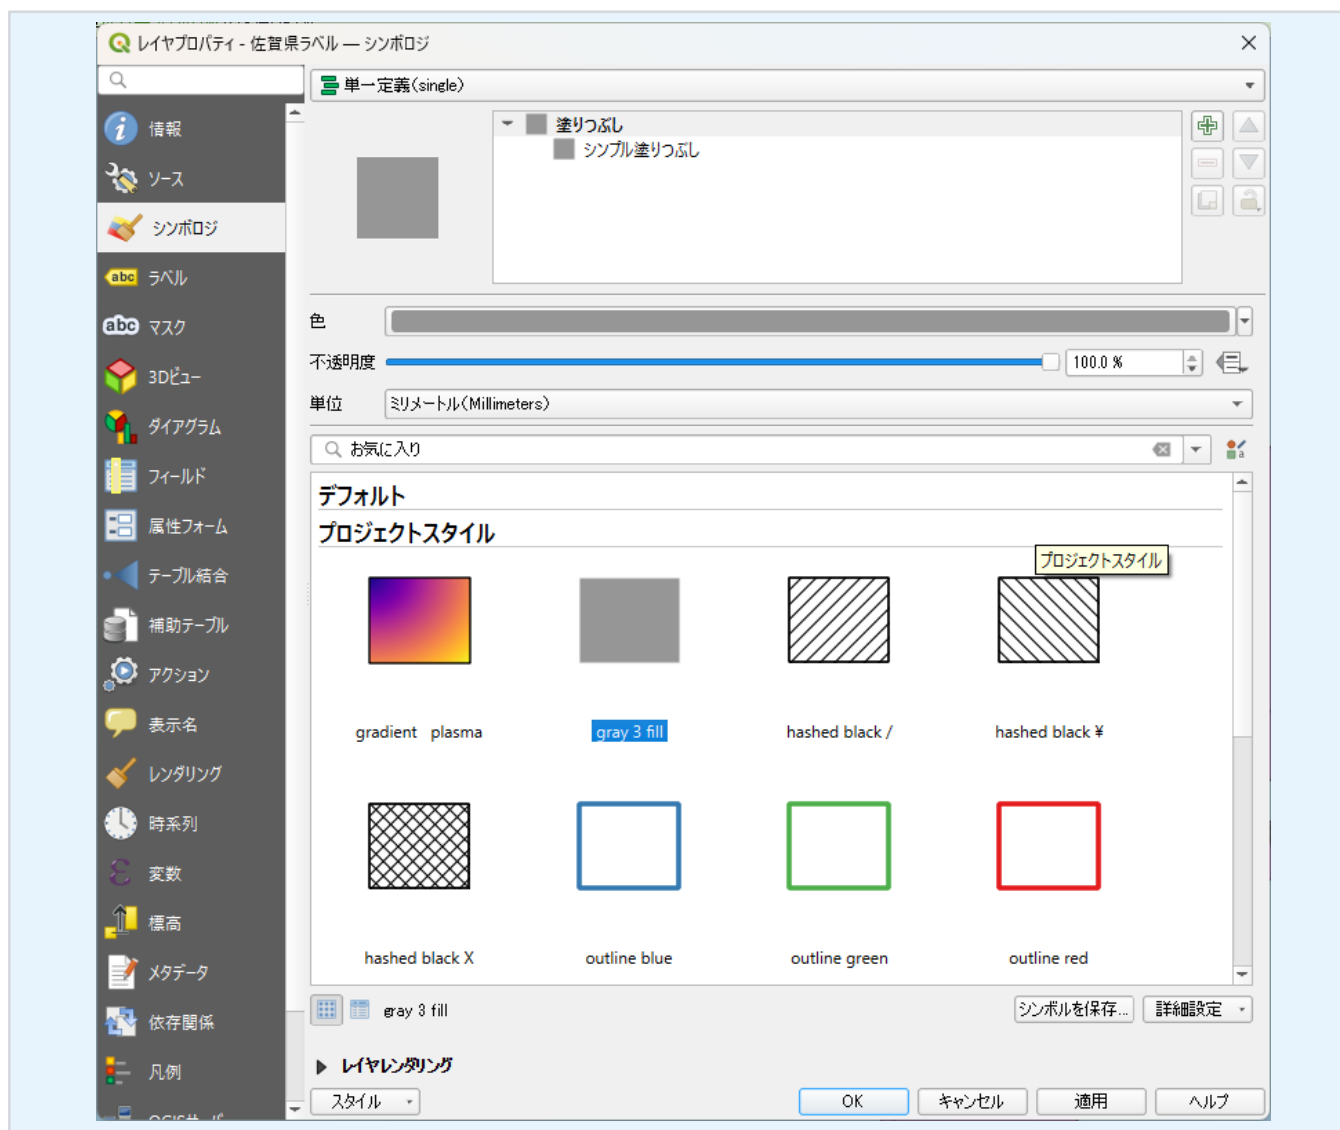 レイヤプロパティ - 佐賀県ラベル — シンボロジ
単一定義(single)
情報
ソース
シンボロジ
abc ラベル
abc マスク
3Dビュー
ダイアグラム
フィールド
属性フォーム
テーブル結合
補助テーブル
アクション
表示名
レンダリング
時系列
変数
標高
メタデータ
依存関係
凡例
塗りつぶし
シンプル塗りつぶし
色
不透明度 100.0 %
単位 ミリメートル(Millimeters)
お気に入り
デフォルト
プロジェクトスタイル
プロジェクトスタイル
gradient plasma
gray 3 fill
hashed black /
hashed black ¥
hashed black X
outline blue
outline green
outline red
gray 3 fill
シンボルを保存...
詳細設定
レイヤレンダリング
スタイル
OK
キャンセル
適用
ヘルプ